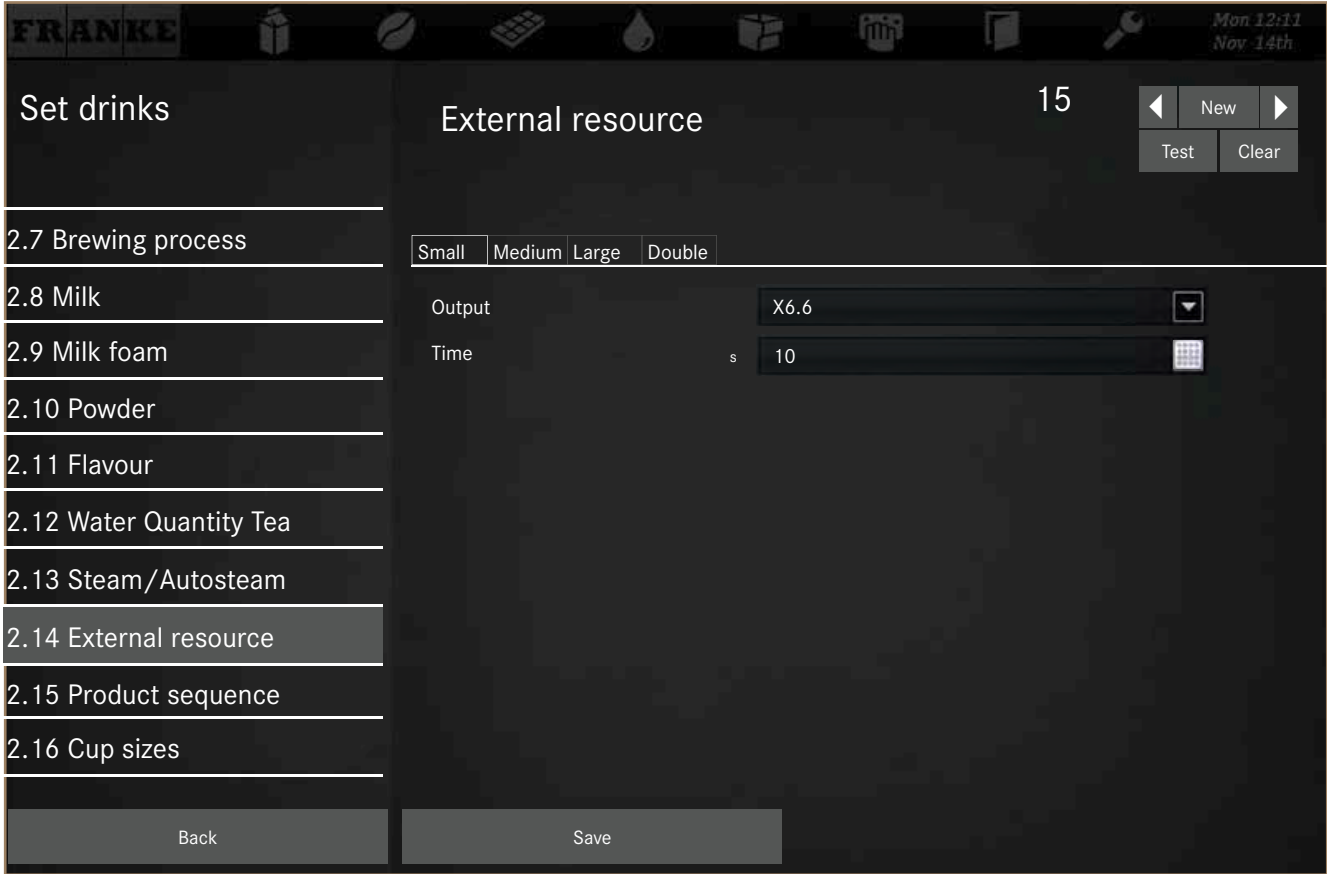 FRANKE
Mon 12:11
Nov 14th
Set drinks
External resource
15
New
Test
Clear
2.7 Brewing process
2.8 Milk
2.9 Milk foam
2.10 Powder
2.11 Flavour
2.12 Water Quantity Tea
2.13 Steam/Autosteam
2.14 External resource
2.15 Product sequence
2.16 Cup sizes
Small Medium Large Double
Output X6.6
Time s 10
Back
Save